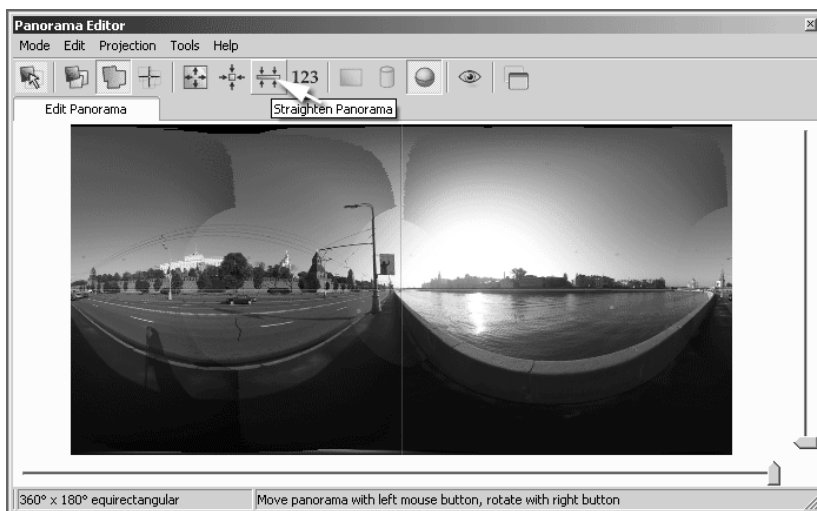 Panorama Editor
Mode Edit Projection Tools Help
123
Edit Panorama
Straighten Panorama
360° x 180° equirectangular
Move panorama with left mouse button, rotate with right button